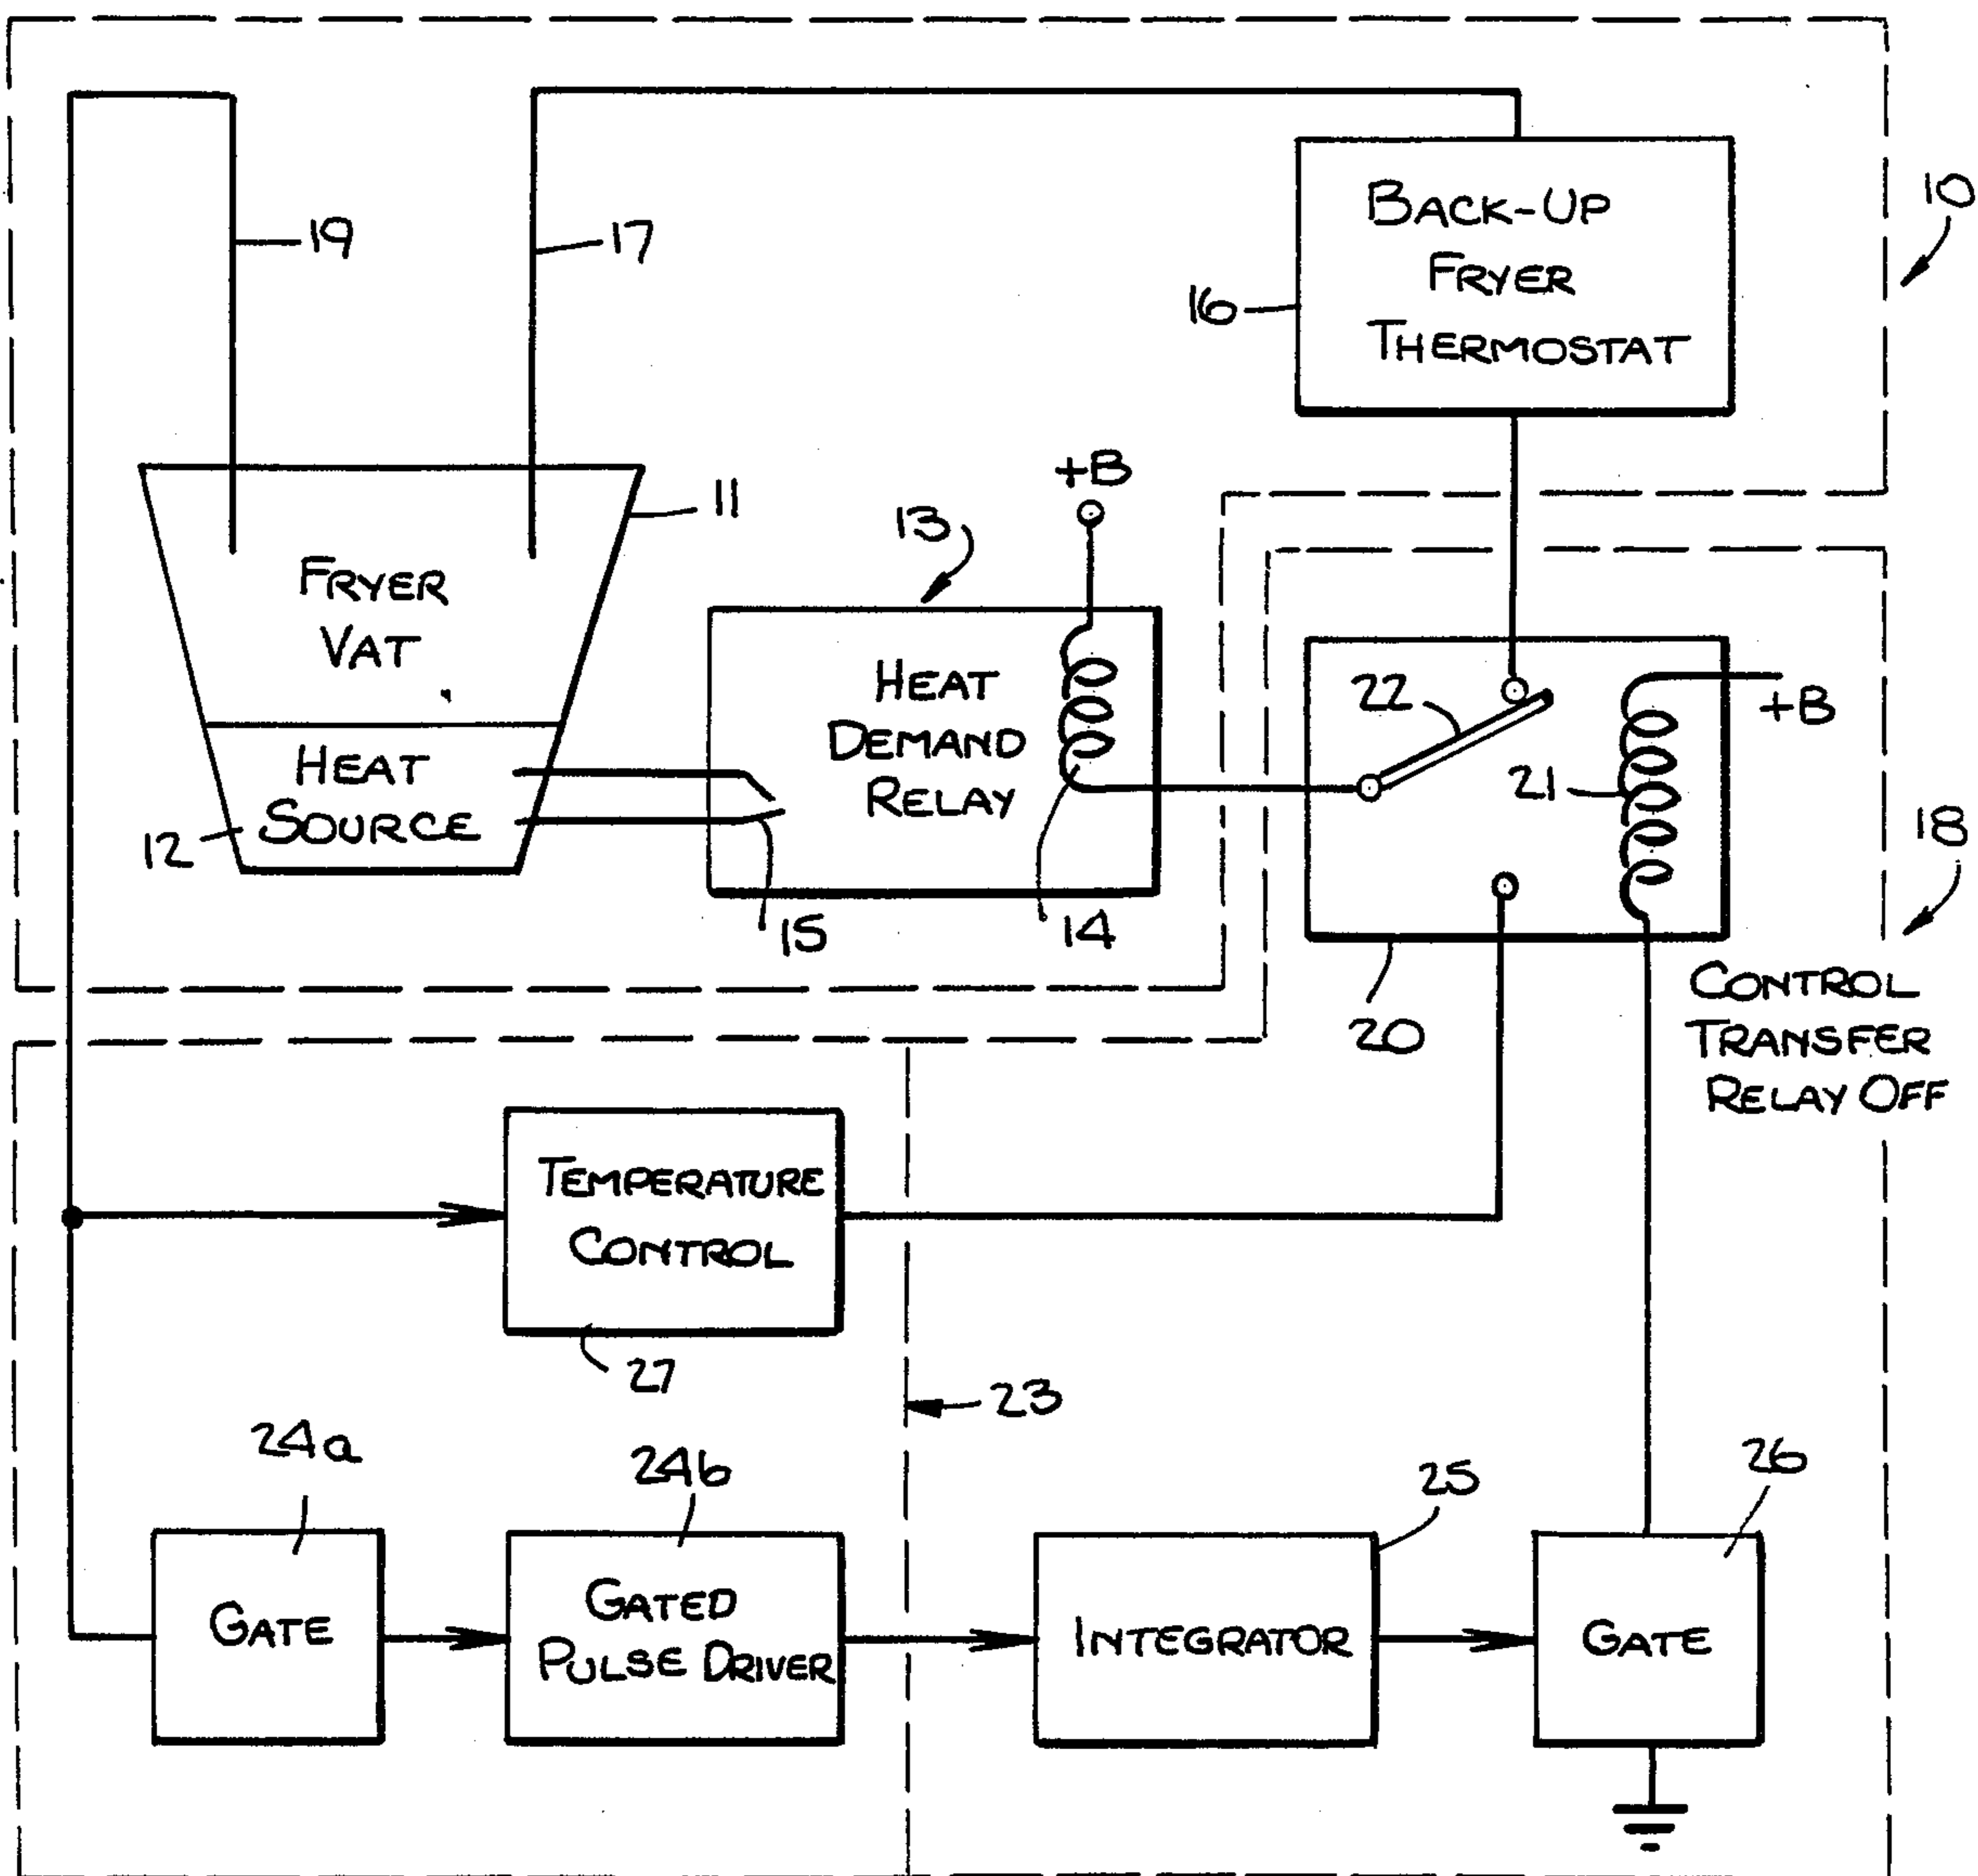 10
19
17
BACK-UP
FRYER
THERMOSTAT
16
+B
11
13
FRYER
VAT
HEAT
DEMAND
RELAY
22
+B
21
HEAT
SOURCE
12
18
15
14
20
CONTROL
TRANSFER
RELAY OFF
TEMPERATURE
CONTROL
27
23
24a
24b
25
26
GATE
GATED
PULSE DRIVER
INTEGRATOR
GATE